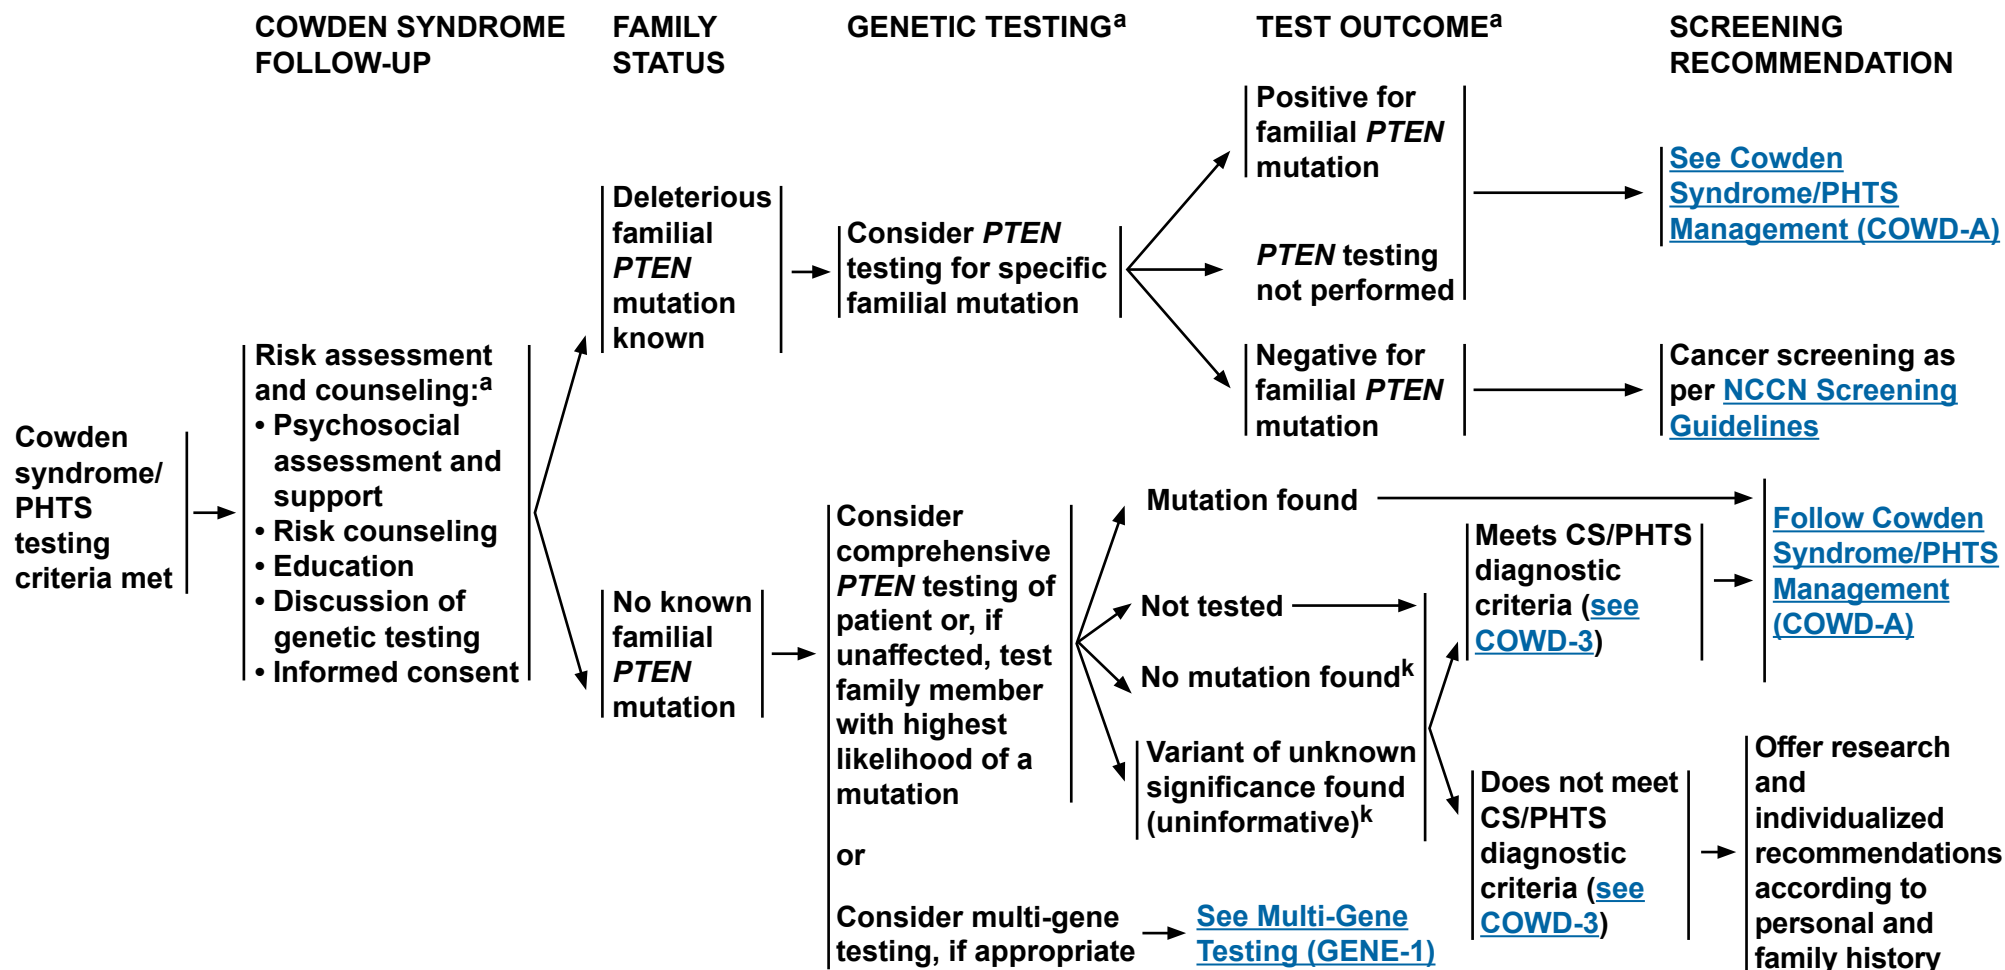 COWDEN SYNDROME
FOLLOW-UP
FAMILY
STATUS
GENETIC TESTINGa
TEST OUTCOMEa
SCREENING
RECOMMENDATION
Cowden
syndrome/
PHTS
testing
criteria met
Risk assessment
and counseling:a
• Psychosocial
assessment and
support
• Risk counseling
• Education
• Discussion of
genetic testing
• Informed consent
Deleterious
familial
PTEN
mutation
known
Consider PTEN
testing for specific
familial mutation
Positive for
familial PTEN
mutation
PTEN testing
not performed
See Cowden
Syndrome/PHTS
Management (COWD-A)
Negative for
familial PTEN
mutation
Cancer screening as
per NCCN Screening
Guidelines
No known
familial
PTEN
mutation
Consider
comprehensive
PTEN testing of
patient or, if
unaffected, test
family member
with highest
likelihood of a
mutation
or
Consider multi-gene
testing, if appropriate
See Multi-Gene
Testing (GENE-1)
Mutation found
Not tested
No mutation foundk
Variant of unknown
significance found
(uninformative)k
Meets CS/PHTS
diagnostic
criteria (see
COWD-3)
Follow Cowden
Syndrome/PHTS
Management
(COWD-A)
Does not meet
CS/PHTS
diagnostic
criteria (see
COWD-3)
Offer research
and
individualized
recommendations
according to
personal and
family history